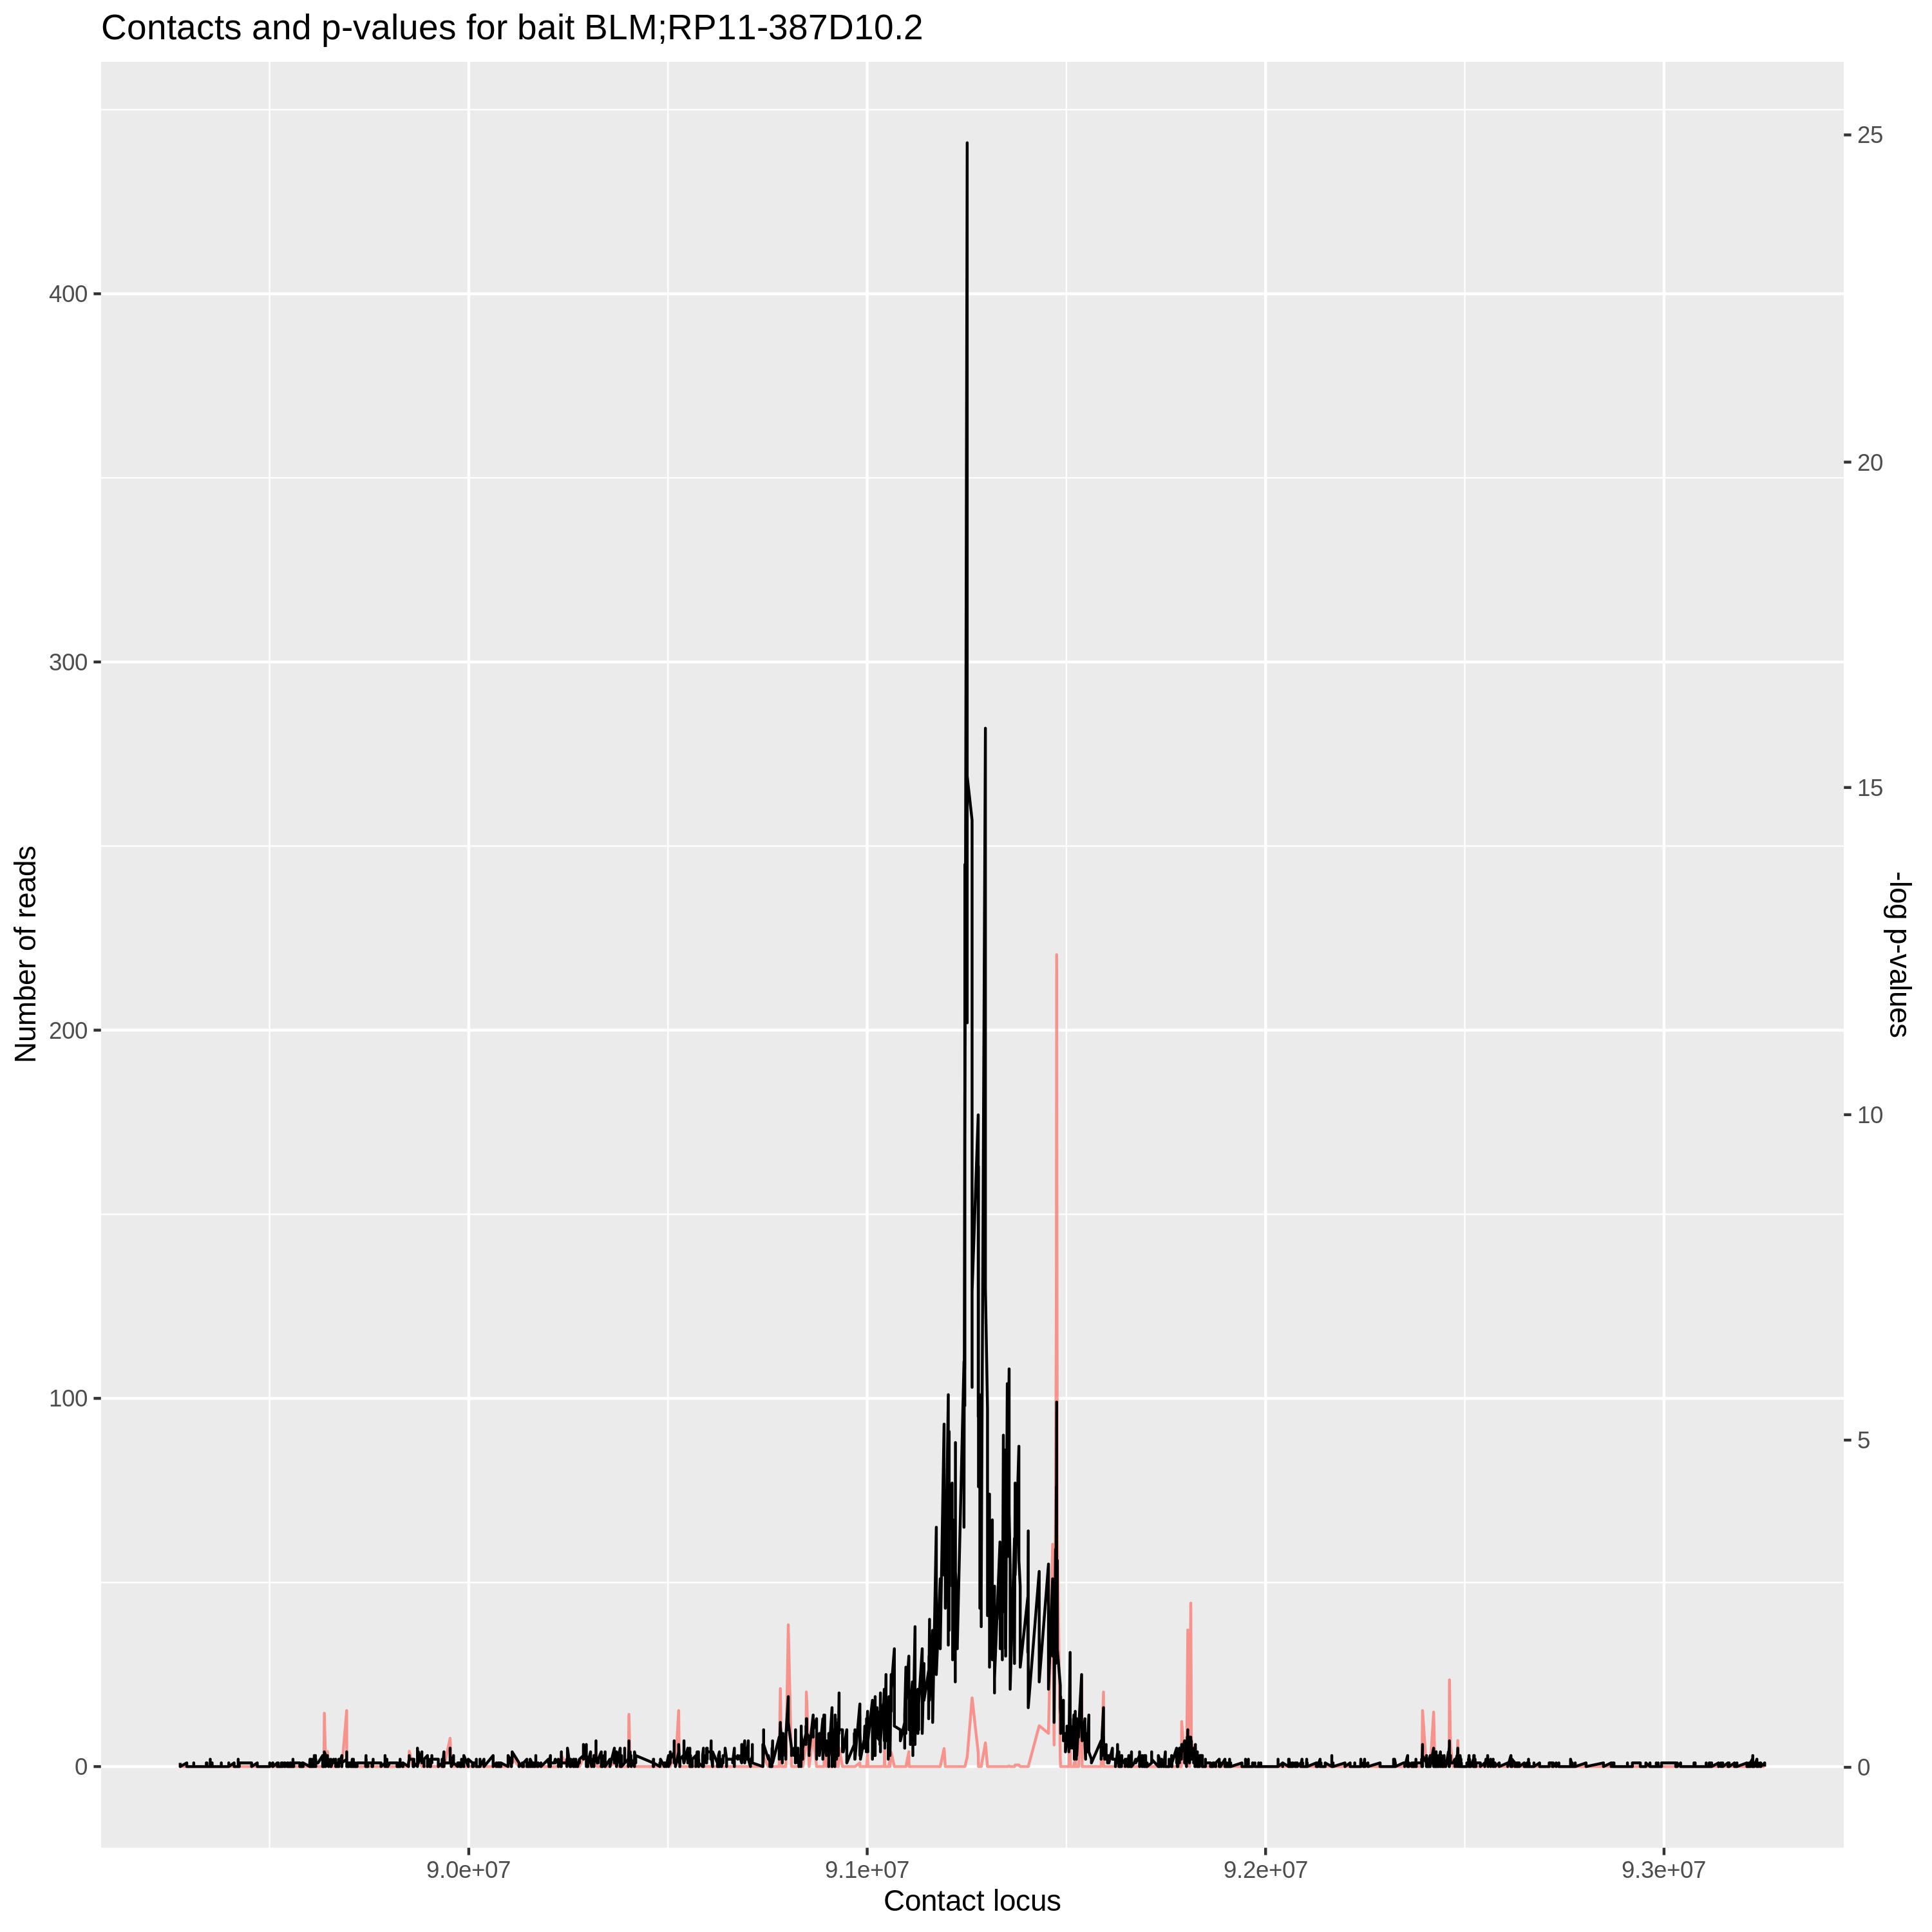 Contacts and p-values for bait BLM;RP11-387D10.2
Number of reads
400
300
200
100
0
25
20
15
10
5
0
-log p-values
9.0e+07
9.1e+07
9.2e+07
9.3e+07
Contact locus